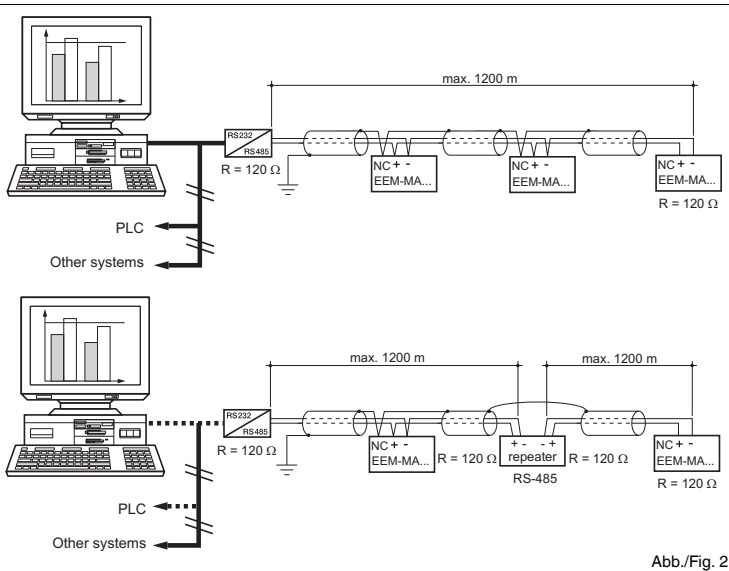 max. 1200 m
RS232
RS485
R = 120 Ω
NC + -
EEM-MA...
NC + -
EEM-MA...
NC + -
EEM-MA...
R = 120 Ω
PLC
Other systems
max. 1200 m
max. 1200 m
RS232
RS485
R = 120 Ω
NC + -
EEM-MA...
R = 120 Ω
+ - - +
repeater
RS-485
R = 120 Ω
NC + -
EEM-MA...
R = 120 Ω
PLC
Other systems
Abb./Fig. 2